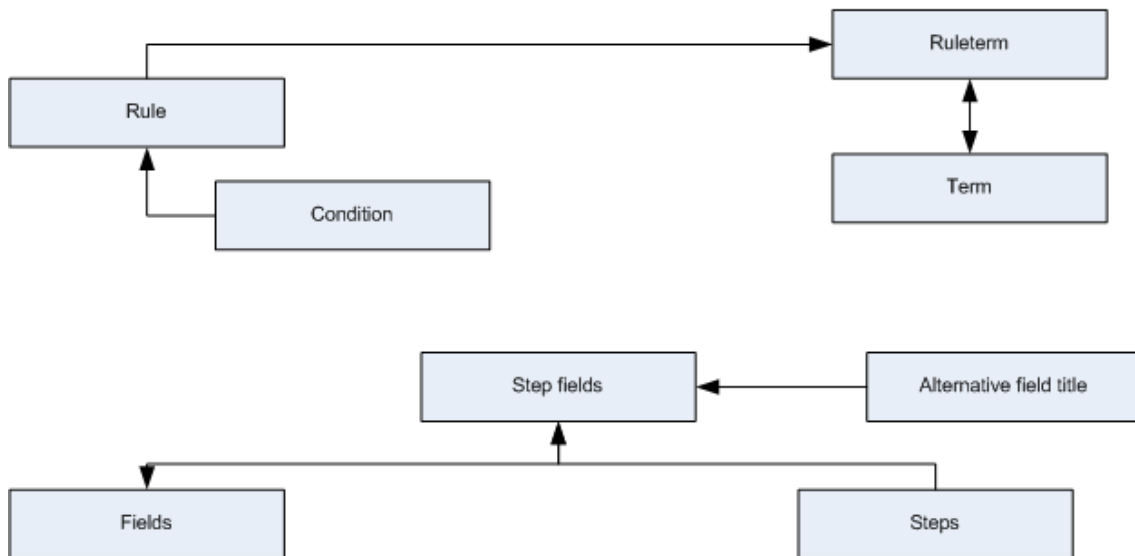 Ruleterm
Rule
Term
Condition
Step fields
Alternative field title
Fields
Steps